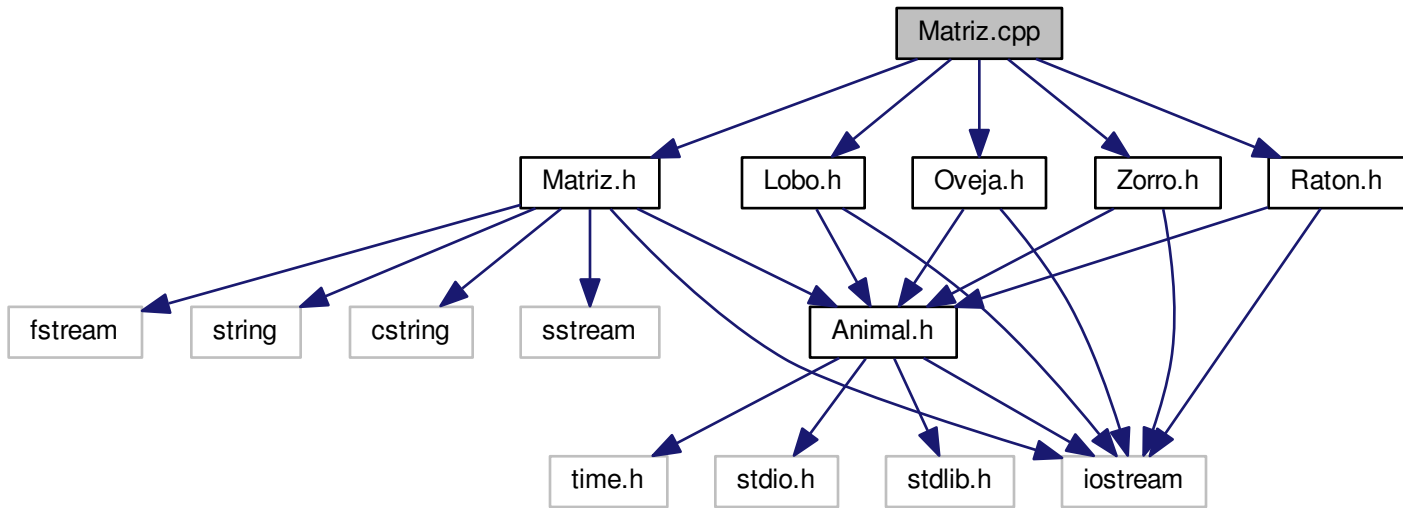 Matriz.cpp
Matriz.h
Lobo.h
Oveja.h
Zorro.h
Raton.h
fstream
string
cstring
sstream
Animal.h
time.h
stdio.h
stdlib.h
iostream